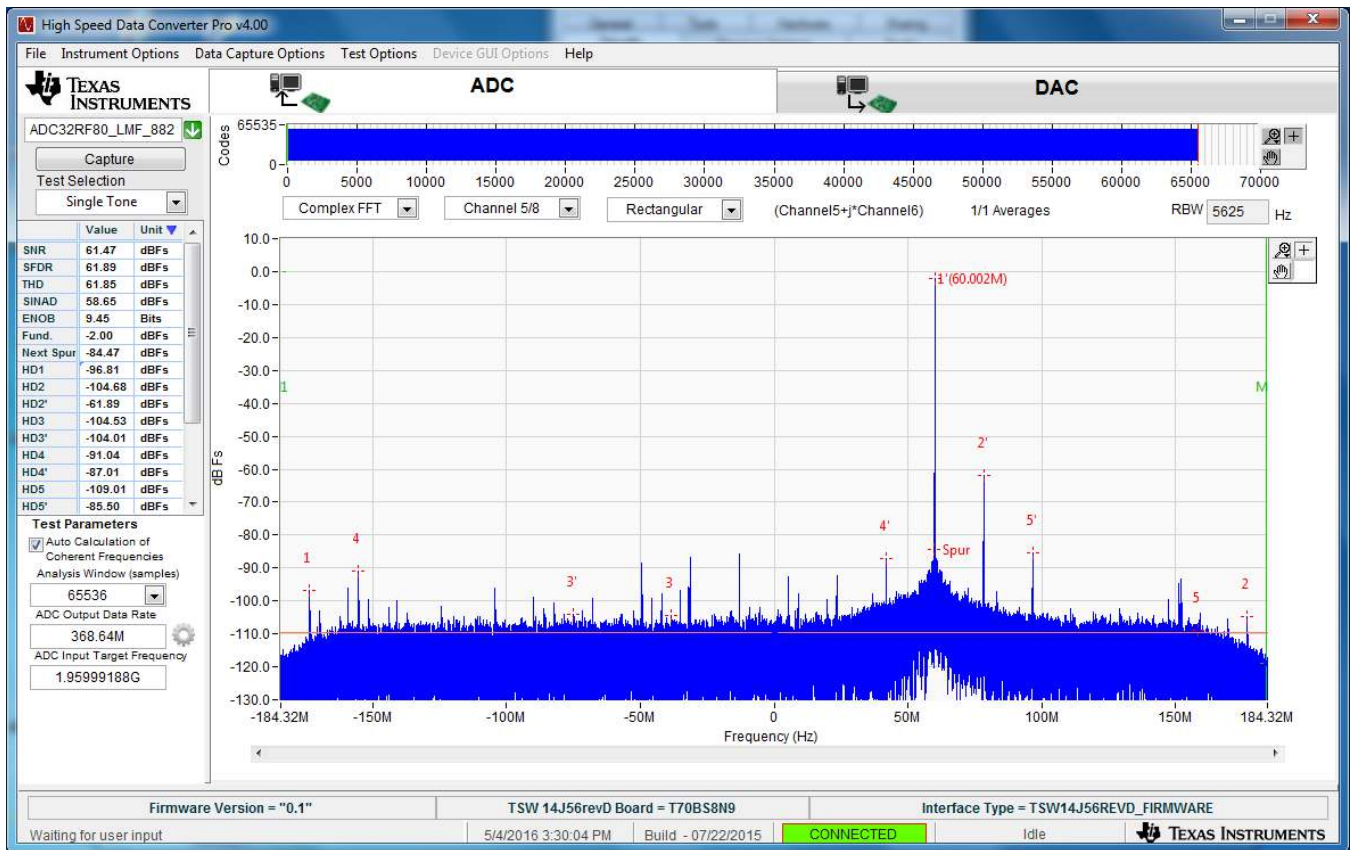 High Speed Data Converter Pro v4.00
File Instrument Options Data Capture Options Test Options Device GUI Options Help
TEXAS INSTRUMENTS
ADC
DAC
ADC32RF80_LMF_882
Capture
Test Selection
Single Tone
Value Unit
SNR 61.47 dBFs
SFDR 61.89 dBFs
THD 61.85 dBFs
SINAD 58.65 dBFs
ENOB 9.45 Bits
Fund. -2.00 dBFs
Next Spur -84.47 dBFs
HD1 -96.81 dBFs
HD2 -104.68 dBFs
HD2' -61.89 dBFs
HD3 -104.53 dBFs
HD3' -104.01 dBFs
HD4 -91.04 dBFs
HD4' -87.01 dBFs
HD5 -109.01 dBFs
HD5' -85.50 dBFs
Test Parameters
Auto Calculation of
Coherent Frequencies
Analysis Window (samples)
65536
ADC Output Data Rate
368.64M
ADC Input Target Frequency
1.95999188G
Codes
65535
0
0 5000 10000 15000 20000 25000 30000 35000 40000 45000 50000 55000 60000 65000 70000
Complex FFT Channel 5/8 Rectangular (Channel5+j*Channel6) 1/1 Averages RBW 5625 Hz
dB Fs
10.0
0.0
-10.0
-20.0
-30.0
-40.0
-50.0
-60.0
-70.0
-80.0
-90.0
-100.0
-110.0
-120.0
-130.0
1'(60.002M)
1
M
2'
4
1
3'
3
4'
Spur
5'
5
2
-184.32M -150M -100M -50M 0 50M 100M 150M 184.32M
Frequency (Hz)
Firmware Version = "0.1" TSW 14J56revD Board = T70BS8N9 Interface Type = TSW14J56REVD_FIRMWARE
Waiting for user input 5/4/2016 3:30:04 PM Build - 07/22/2015 CONNECTED Idle TEXAS INSTRUMENTS